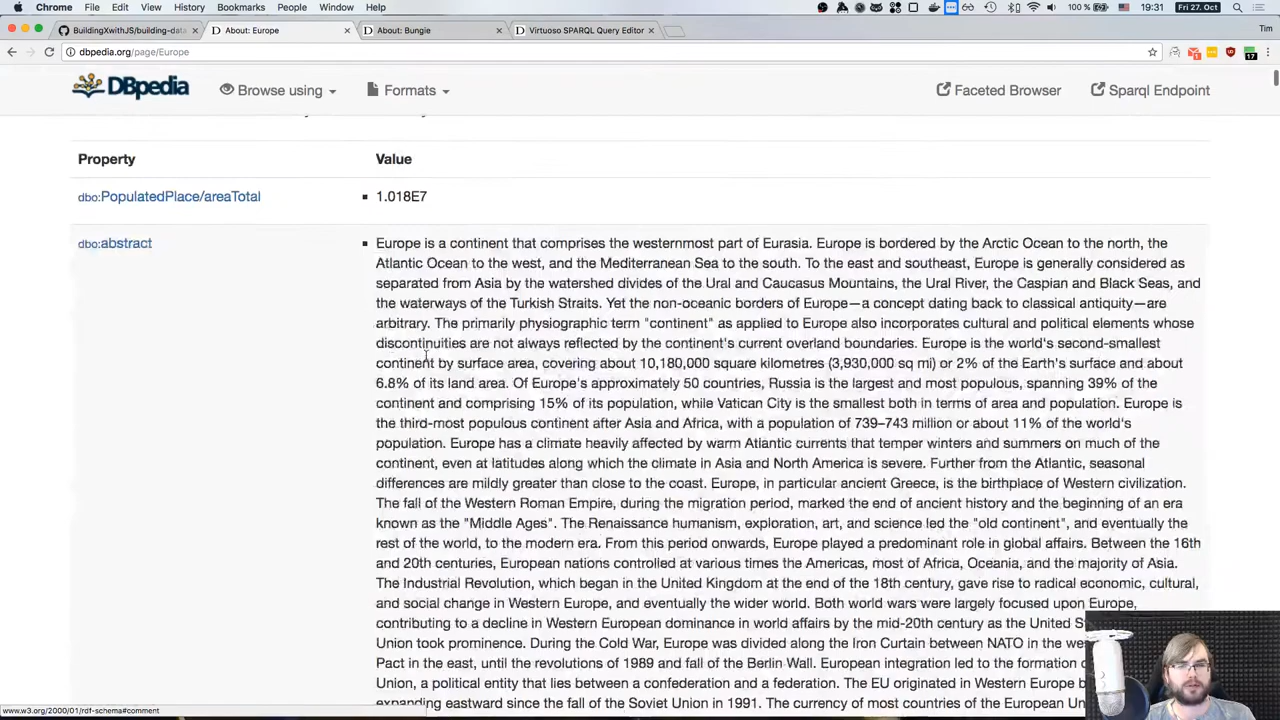 Chrome File Edit View History Bookmarks People Window Help 100 % 19:31 Fri 27. Oct
BuildingXwithJS/building-dat × About: Europe × About: Bungie × Virtuoso SPARQL Query Editor × Tim
dbpedia.org/page/Europe
DBpedia Browse using Formats Faceted Browser Sparql Endpoint
Property Value
dbo:PopulatedPlace/areaTotal ▪ 1.018E7
dbo:abstract ▪ Europe is a continent that comprises the westernmost part of Eurasia. Europe is bordered by the Arctic Ocean to the north, the
Atlantic Ocean to the west, and the Mediterranean Sea to the south. To the east and southeast, Europe is generally considered as
separated from Asia by the watershed divides of the Ural and Caucasus Mountains, the Ural River, the Caspian and Black Seas, and
the waterways of the Turkish Straits. Yet the non-oceanic borders of Europe—a concept dating back to classical antiquity—are
arbitrary. The primarily physiographic term "continent" as applied to Europe also incorporates cultural and political elements whose
discontinuities are not always reflected by the continent's current overland boundaries. Europe is the world's second-smallest
continent by surface area, covering about 10,180,000 square kilometres (3,930,000 sq mi) or 2% of the Earth's surface and about
6.8% of its land area. Of Europe's approximately 50 countries, Russia is the largest and most populous, spanning 39% of the
continent and comprising 15% of its population, while Vatican City is the smallest both in terms of area and population. Europe is
the third-most populous continent after Asia and Africa, with a population of 739–743 million or about 11% of the world's
population. Europe has a climate heavily affected by warm Atlantic currents that temper winters and summers on much of the
continent, even at latitudes along which the climate in Asia and North America is severe. Further from the Atlantic, seasonal
differences are mildly greater than close to the coast. Europe, in particular ancient Greece, is the birthplace of Western civilization.
The fall of the Western Roman Empire, during the migration period, marked the end of ancient history and the beginning of an era
known as the "Middle Ages". The Renaissance humanism, exploration, art, and science led the "old continent", and eventually the
rest of the world, to the modern era. From this period onwards, Europe played a predominant role in global affairs. Between the 16th
and 20th centuries, European nations controlled at various times the Americas, most of Africa, Oceania, and the majority of Asia.
The Industrial Revolution, which began in the United Kingdom at the end of the 18th century, gave rise to radical economic, cultural,
and social change in Western Europe, and eventually the wider world. Both world wars were largely focused upon Europe,
contributing to a decline in Western European dominance in world affairs by the mid-20th century as the United S
Union took prominence. During the Cold War, Europe was divided along the Iron Curtain between NATO in the we
Pact in the east, until the revolutions of 1989 and fall of the Berlin Wall. European integration led to the formation
Union, a political entity that lies between a confederation and a federation. The EU originated in Western Europe b
expanding eastward since the fall of the Soviet Union in 1991. The currency of most countries of the European Un
www.w3.org/2000/01/rdf-schema#comment